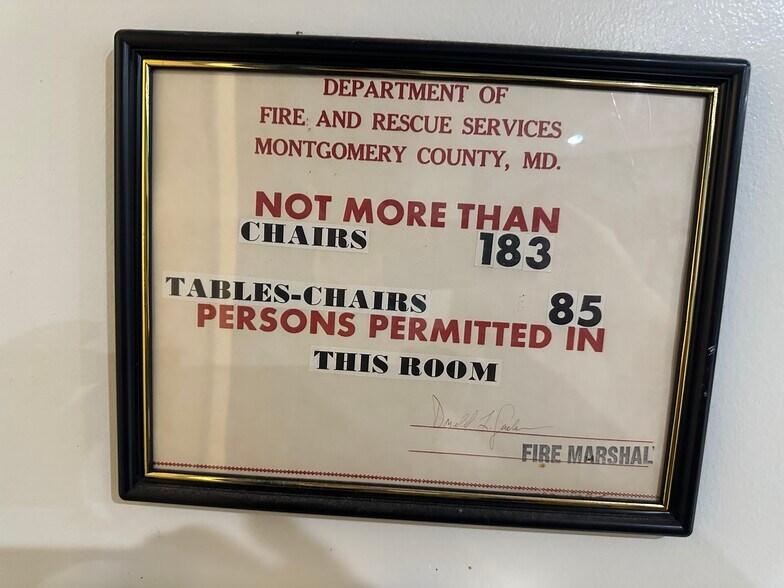 DEPARTMENT OF
FIRE AND RESCUE SERVICES
MONTGOMERY COUNTY, MD.
NOT MORE THAN
CHAIRS 183
TABLES-CHAIRS 85
PERSONS PERMITTED IN
THIS ROOM
FIRE MARSHAL